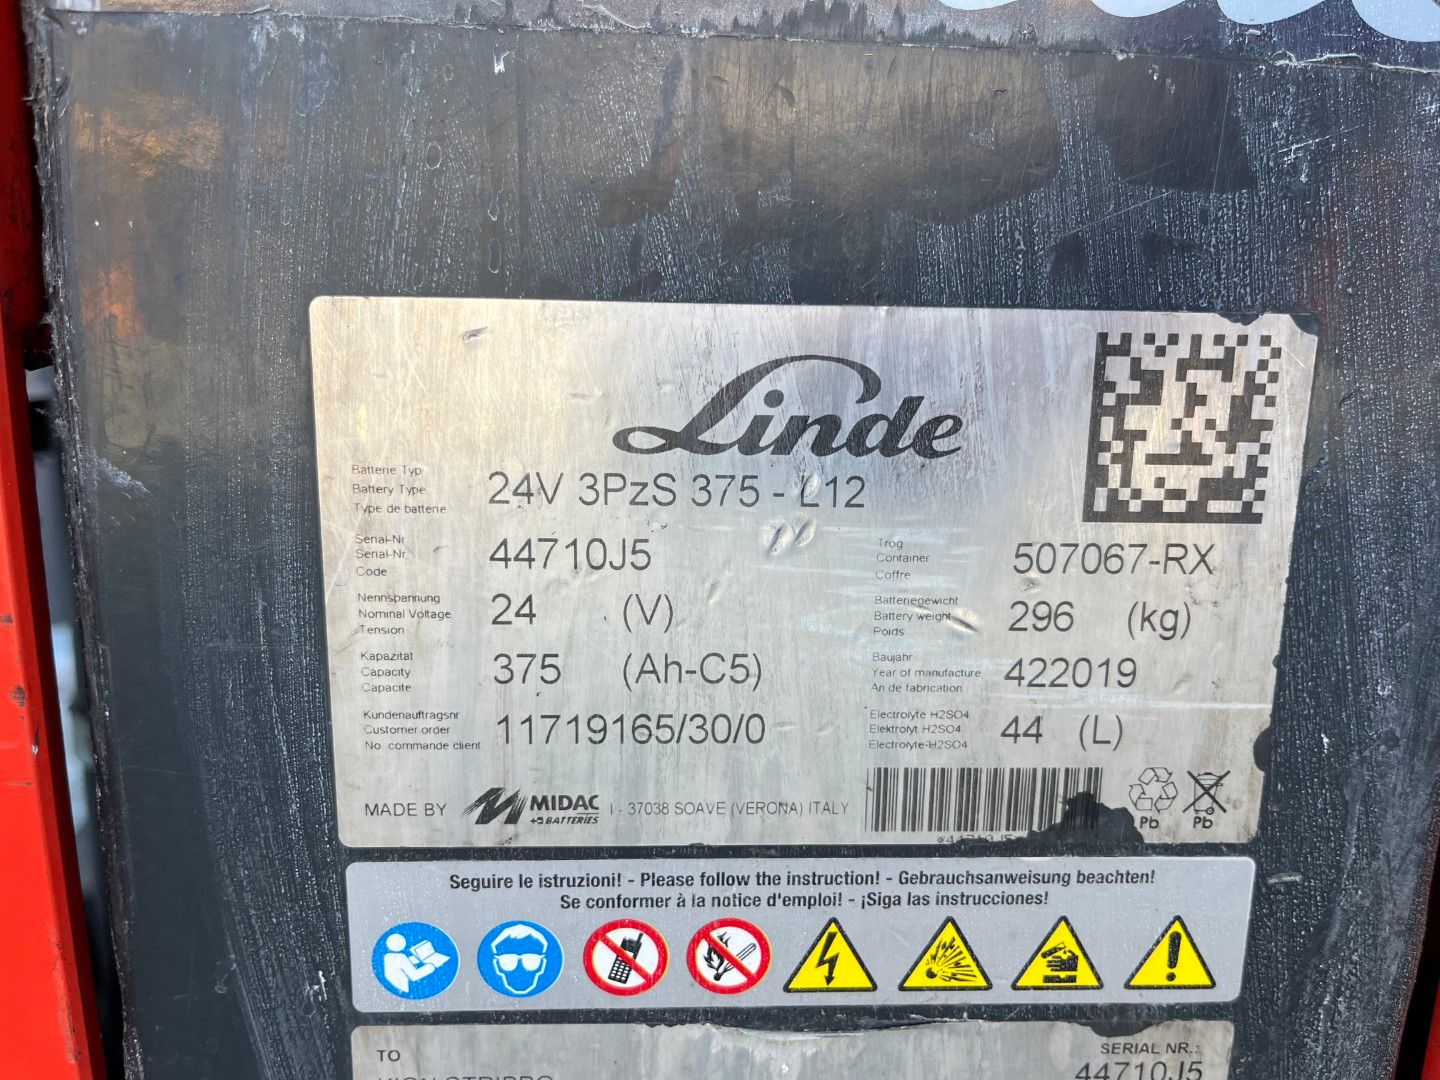 Linde
Batterie Typ
Battery Type
Type de batterie
24V 3PzS 375 - L12
Serial-Nr
Serial-Nr
Code
44710J5
Trog
Container
Coffre
507067-RX
Nennspannung
Nominal Voltage
Tension
24 (V)
Batteriegewicht
Battery weight
Poids
296 (kg)
Kapazitat
Capacity
Capacite
375 (Ah-C5)
Baujahr
Year of manufacture
An de fabrication
422019
Kundenauftragsnr
Customer order
No commande client
11719165/30/0
Electrolyte H2SO4
Elektrolyt H2SO4
Electrolyte-H2SO4
44 (L)
MADE BY MIDAC +BATTERIES I - 37038 SOAVE (VERONA) ITALY
Pb Pb
Seguire le istruzioni! - Please follow the instruction! - Gebrauchsanweisung beachten!
Se conformer à la notice d'emploi! - ¡Siga las instrucciones!
TO
SERIAL NR.:
44710J5